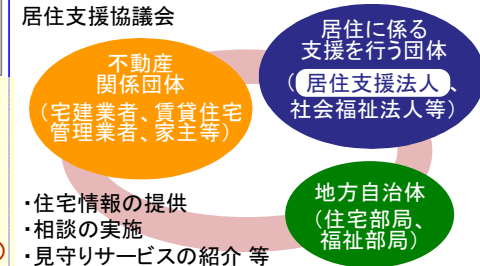 居住支援協議会
不動産
関係団体
(宅建業者、賃貸住宅
管理業者、家主等)
居住に係る
支援を行う団体
(居住支援法人、
社会福祉法人等)
地方自治体
(住宅部局、
福祉部局)
・住宅情報の提供
・相談の実施
・見守りサービスの紹介 等